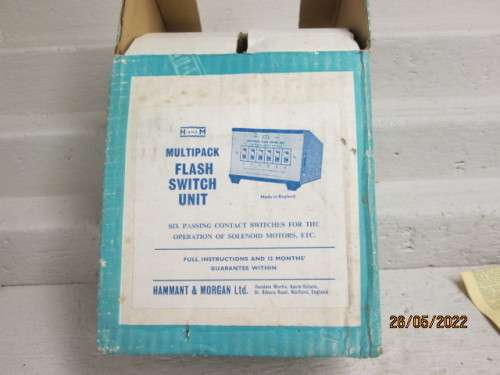 H AND M
MULTIPACK
FLASH
SWITCH
UNIT
Made in England
SIX PASSING CONTACT SWITCHES FOR THE
OPERATION OF SOLENOID MOTORS, ETC.
FULL INSTRUCTIONS AND 12 MONTHS'
GUARANTEE WITHIN
HAMMANT & MORGAN Ltd.
St. Albans Road, Watford, England.
26/05/2022